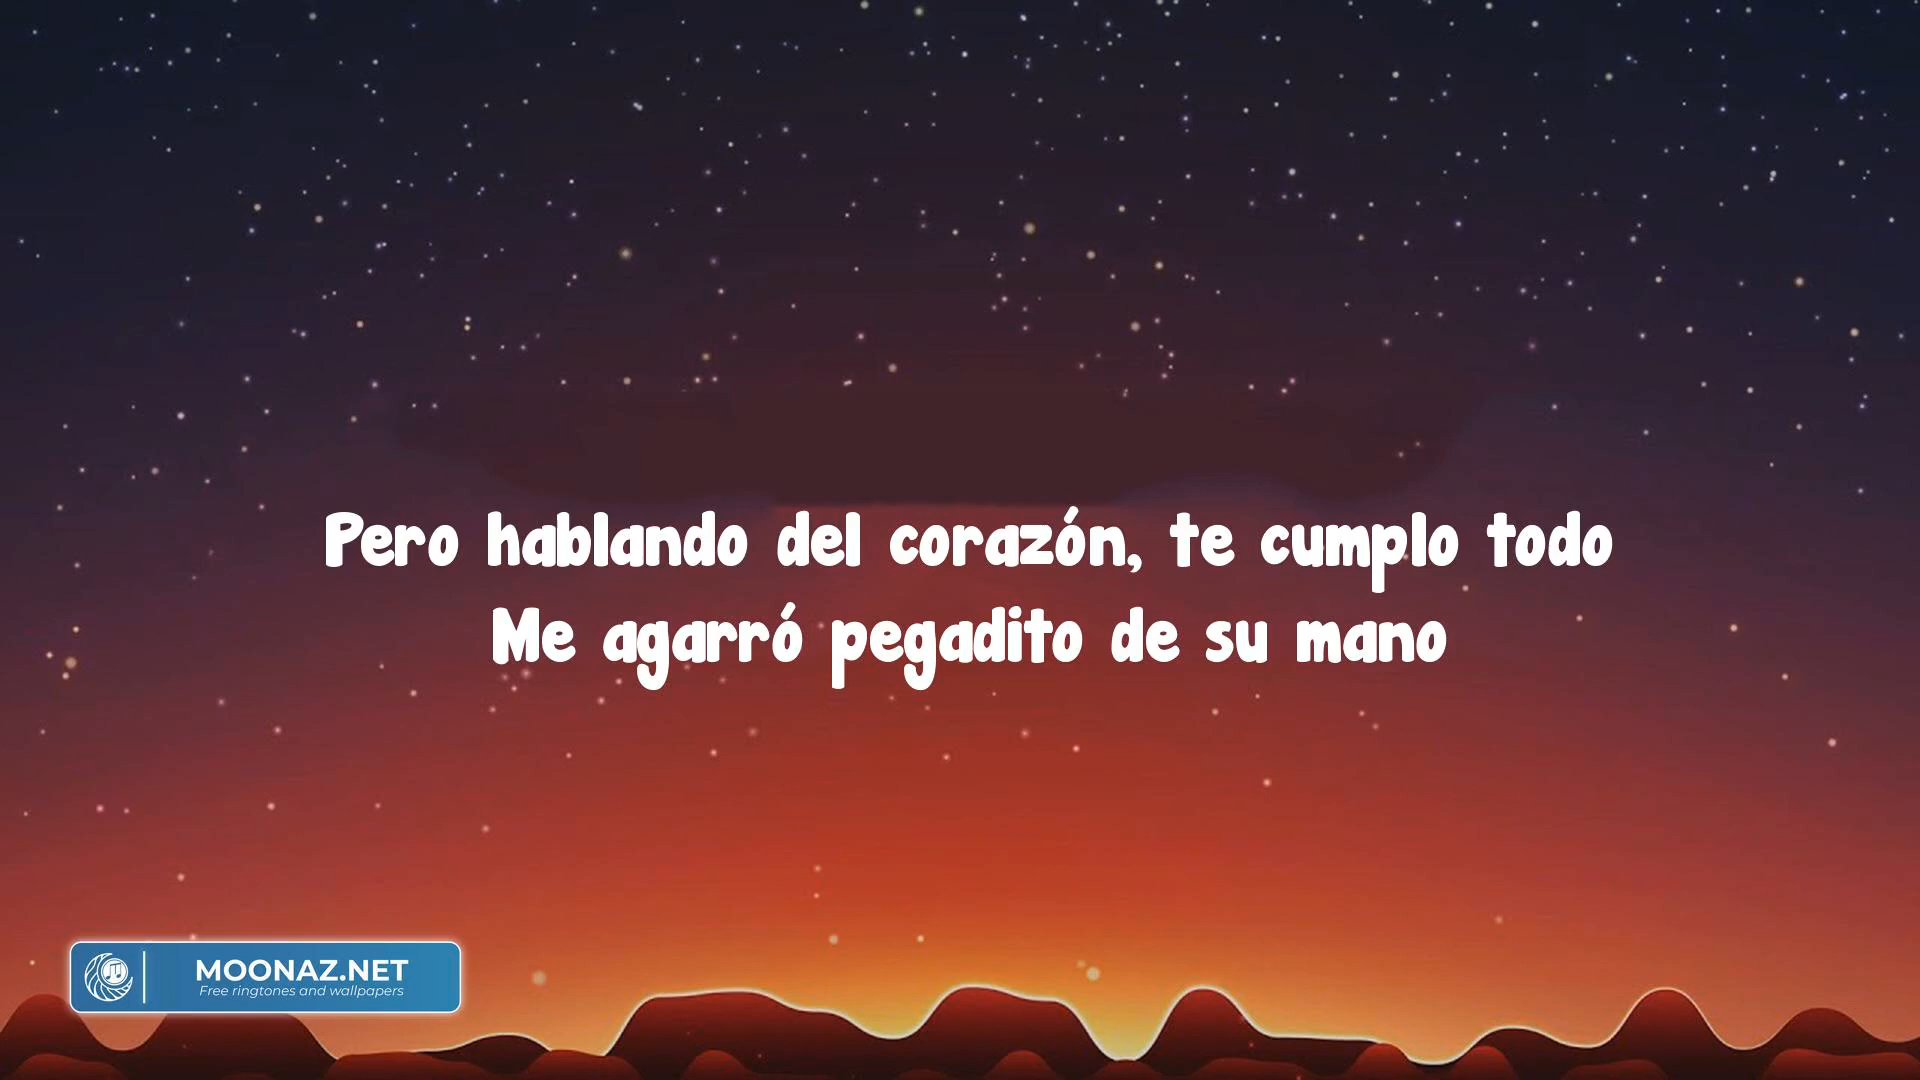 Pero hablando del corazón, te cumplo todo
Me agarró pegadito de su mano
MOONAZ.NET
Free ringtones and wallpapers